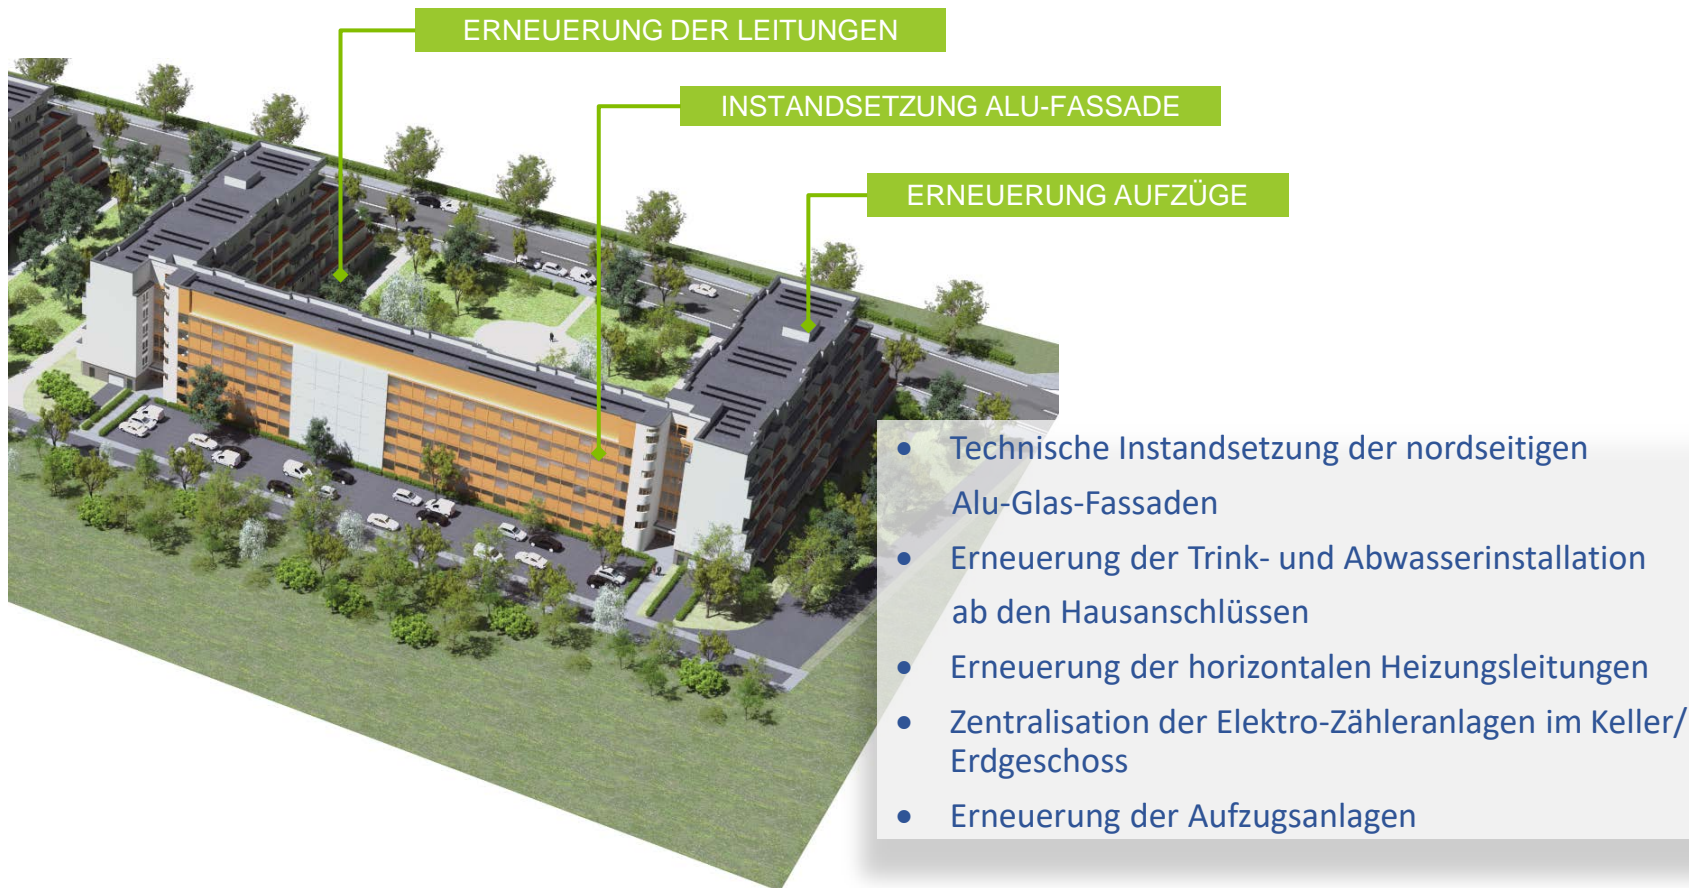 ERNEUERUNG DER LEITUNGEN
INSTANDSETZUNG ALU-FASSADE
ERNEUERUNG AUFZÜGE
• Technische Instandsetzung der nordseitigen
Alu-Glas-Fassaden
• Erneuerung der Trink- und Abwasserinstallation
ab den Hausanschlüssen
• Erneuerung der horizontalen Heizungsleitungen
• Zentralisation der Elektro-Zähleranlagen im Keller/
Erdgeschoss
• Erneuerung der Aufzugsanlagen